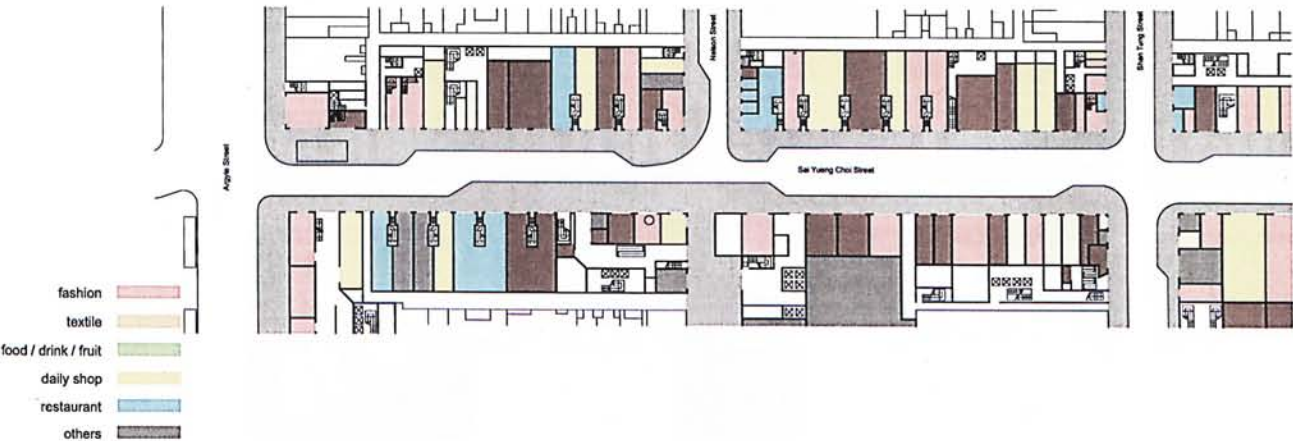 Nelson Street
Shan Tung Street
Argyle Street
Sai Yueng Choi Street
fashion
textile
food / drink / fruit
daily shop
restaurant
others